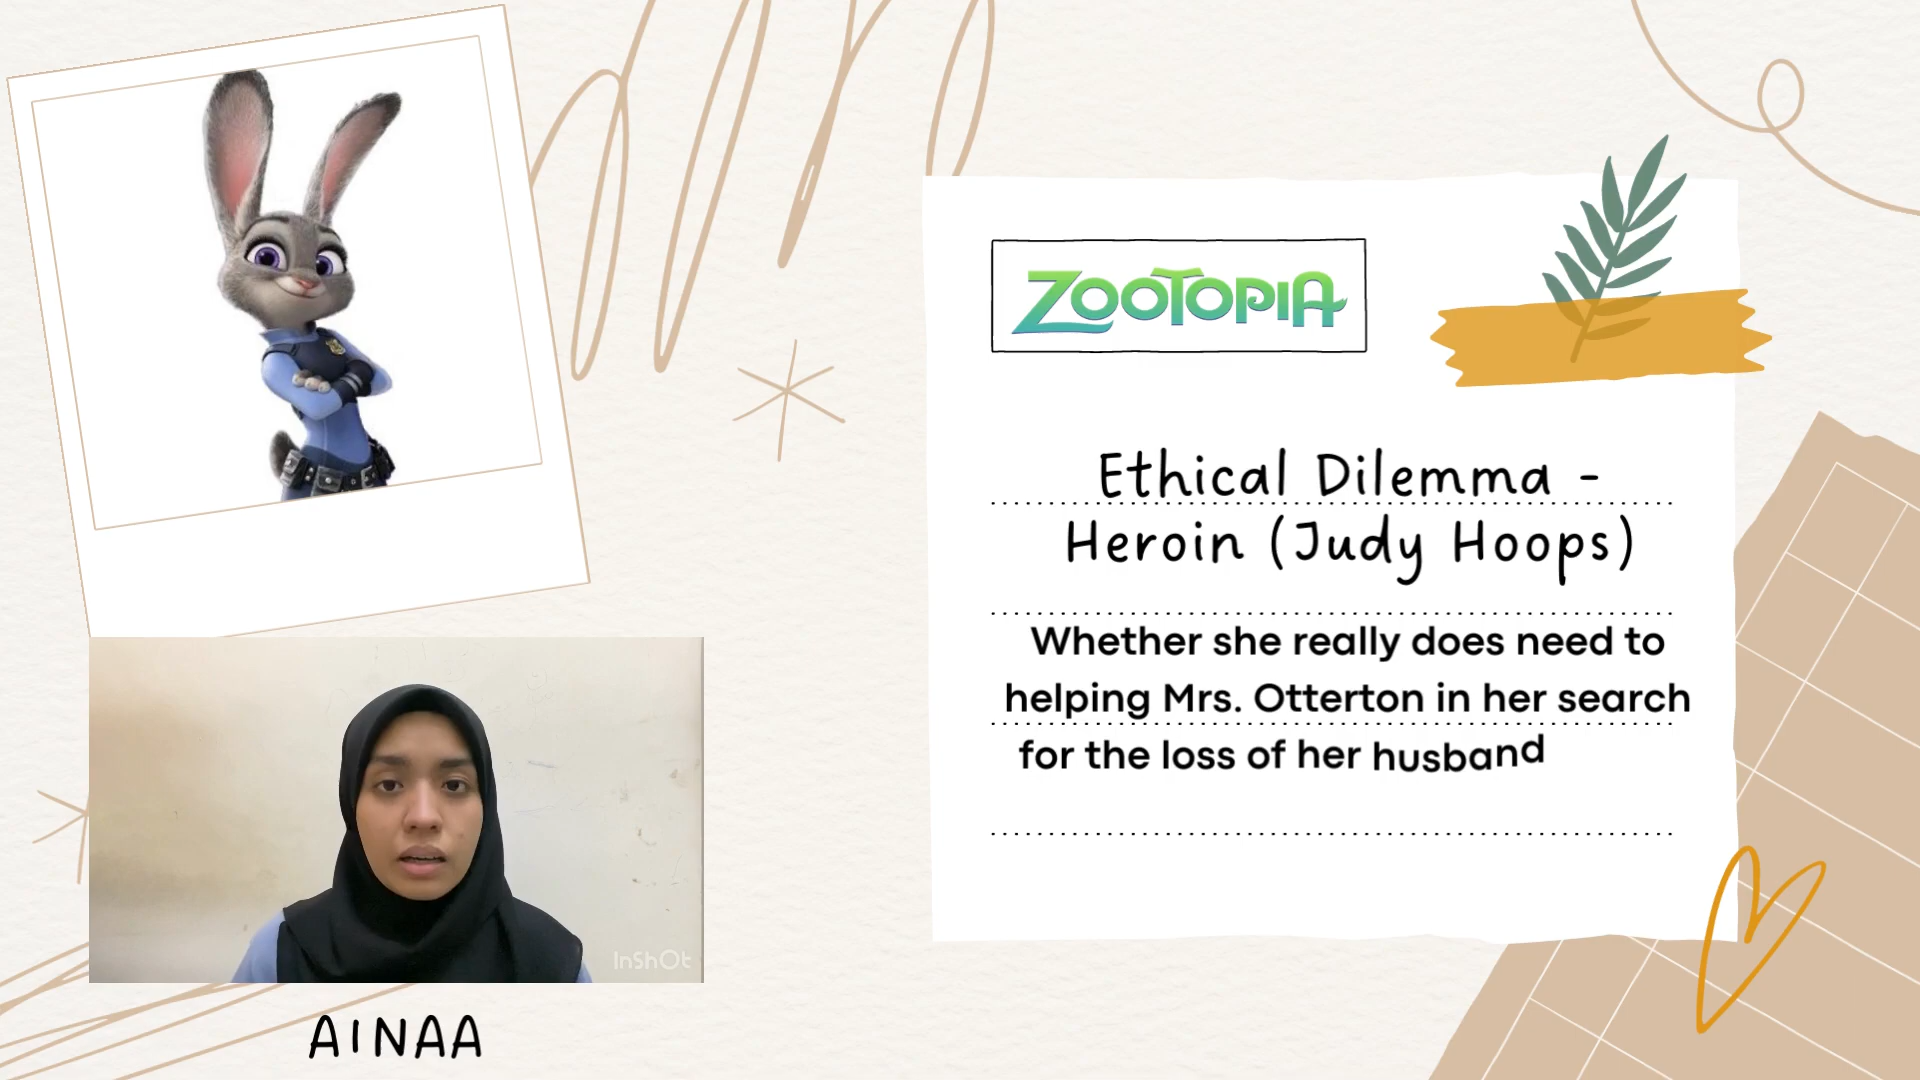 ZOOTOPIA
Ethical Dilemma -
Heroin (Judy Hoops)
Whether she really does need to
helping Mrs. Otterton in her search
for the loss of her husband
InShOt
AINAA